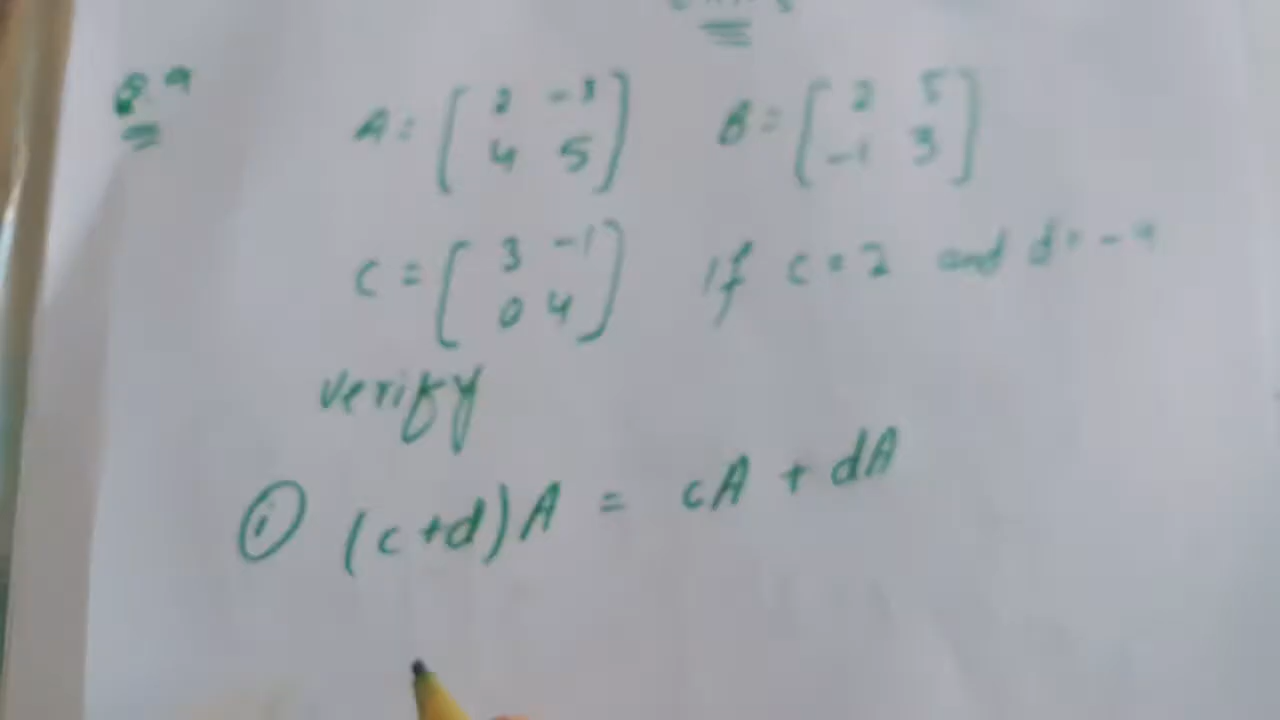 Q.9
A = [ 2 -3 B = [ 2 5
4 5 ] -1 3 ]
C = [ 3 -1 If c = 2 and d = -4
0 4 ]
verify
(i) (c+d)A = cA + dA